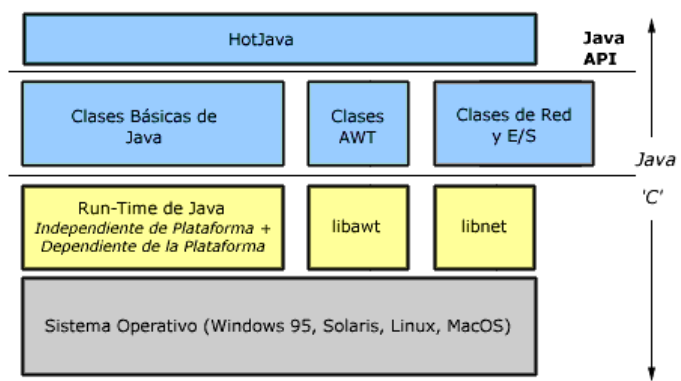 HotJava
Java
API
Clases Básicas de
Java
Clases
AWT
Clases de Red
y E/S
Java
'C'
Run-Time de Java
Independiente de Plataforma +
Dependiente de la Plataforma
libawt
libnet
Sistema Operativo (Windows 95, Solaris, Linux, MacOS)